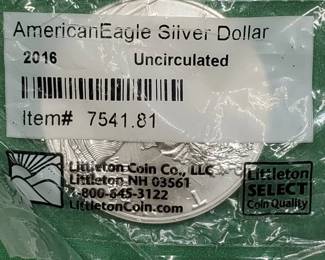 AmericanEagle Silver Dollar
2016 Uncirculated
Item# 7541.81
Littleton Coin Co., LLC
Littleton NH 03561
1-800-645-3122
LittletonCoin.com
Littleton
SELECT
Coin Quality